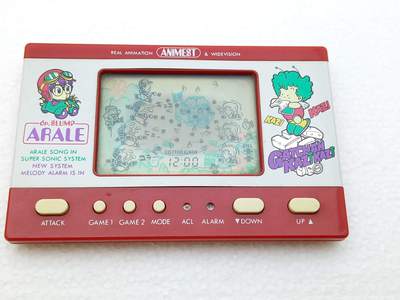 REAL ANIMATION ANIMEST & WIDEVISION
Dr. SLUMP
ARALE
ARALE SONG IN
SUPER SONIC SYSTEM
NEW SYSTEM
MELODY ALARM IS IN
KAZE
12:00
ATTACK
GAME 1
GAME 2
MODE
ACL
ALARM
▼DOWN
UP ▲